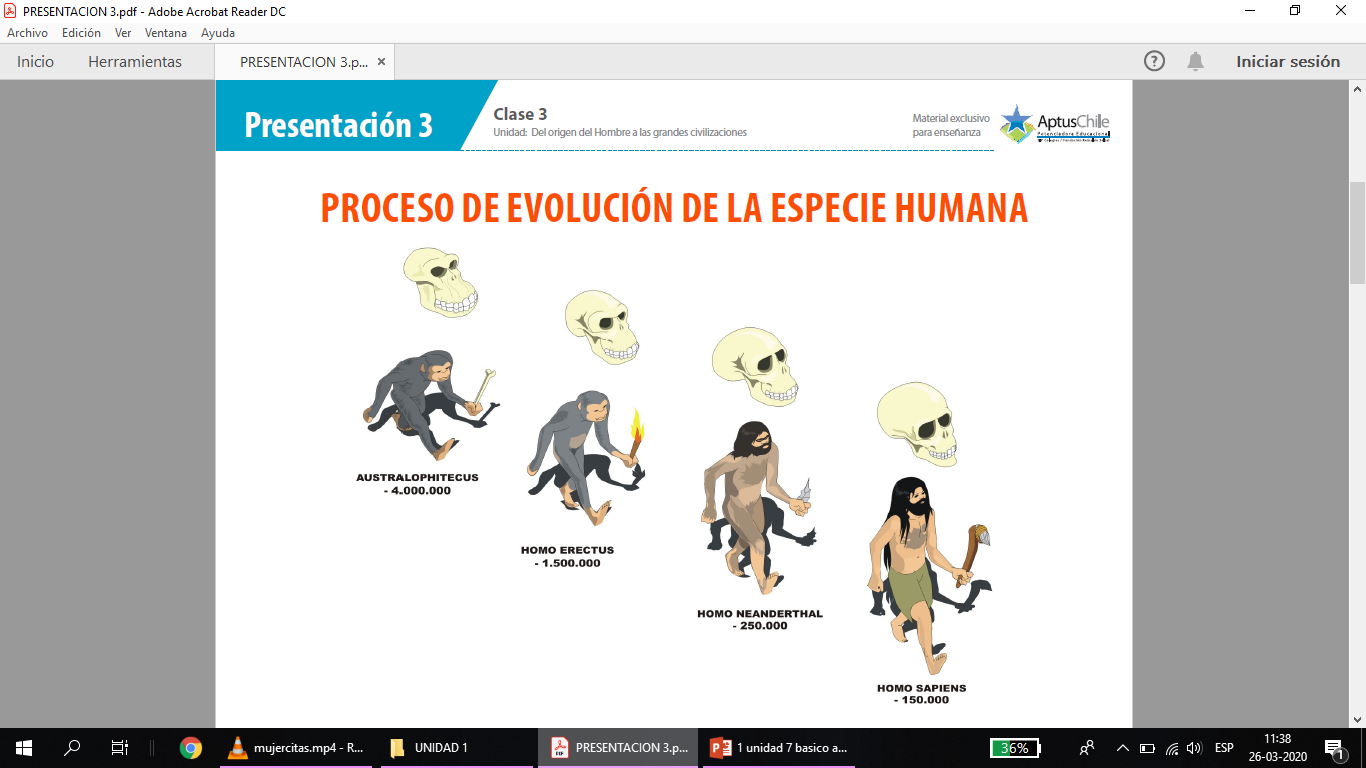 PRESENTACION 3.pdf - Adobe Acrobat Reader DC
Archivo Edición Ver Ventana Ayuda
Inicio Herramientas PRESENTACION 3.p... Iniciar sesión
Presentación 3
Clase 3
Unidad: Del origen del Hombre a las grandes civilizaciones
Material exclusivo
para enseñanza
AptusChile
Potenciadora Educacional
PROCESO DE EVOLUCIÓN DE LA ESPECIE HUMANA
AUSTRALOPHITECUS
- 4.000.000
HOMO ERECTUS
- 1.500.000
HOMO NEANDERTHAL
- 250.000
HOMO SAPIENS
- 150.000
mujercitas.mp4 - R... UNIDAD 1 PRESENTACION 3.p... 1 unidad 7 basico a... 36% ESP 11:38
26-03-2020
1